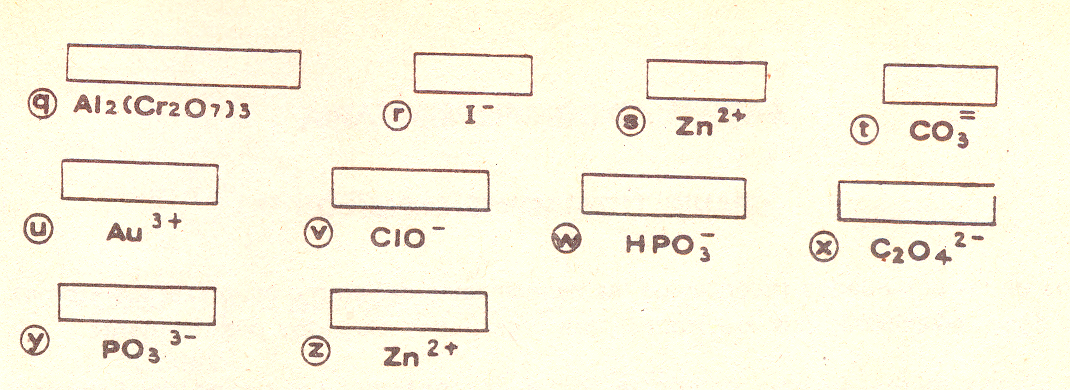 q Al2(Cr2O7)3 r I⁻ s Zn²⁺ t CO₃⁼
u Au³⁺ v ClO⁻ w HPO₃⁻ x C₂O₄²⁻
y PO₃³⁻ z Zn²⁺